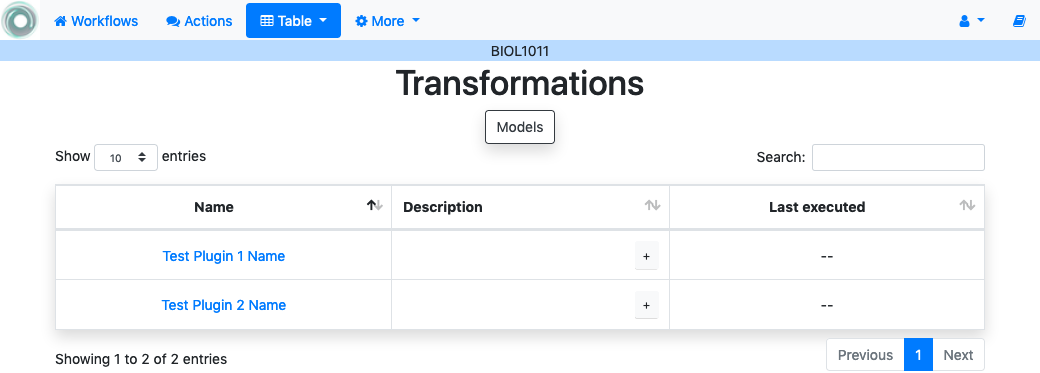 Workflows Actions Table More
BIOL1011
Transformations
Models
Show 10 entries Search:
Name Description Last executed
Test Plugin 1 Name + --
Test Plugin 2 Name + --
Showing 1 to 2 of 2 entries Previous 1 Next